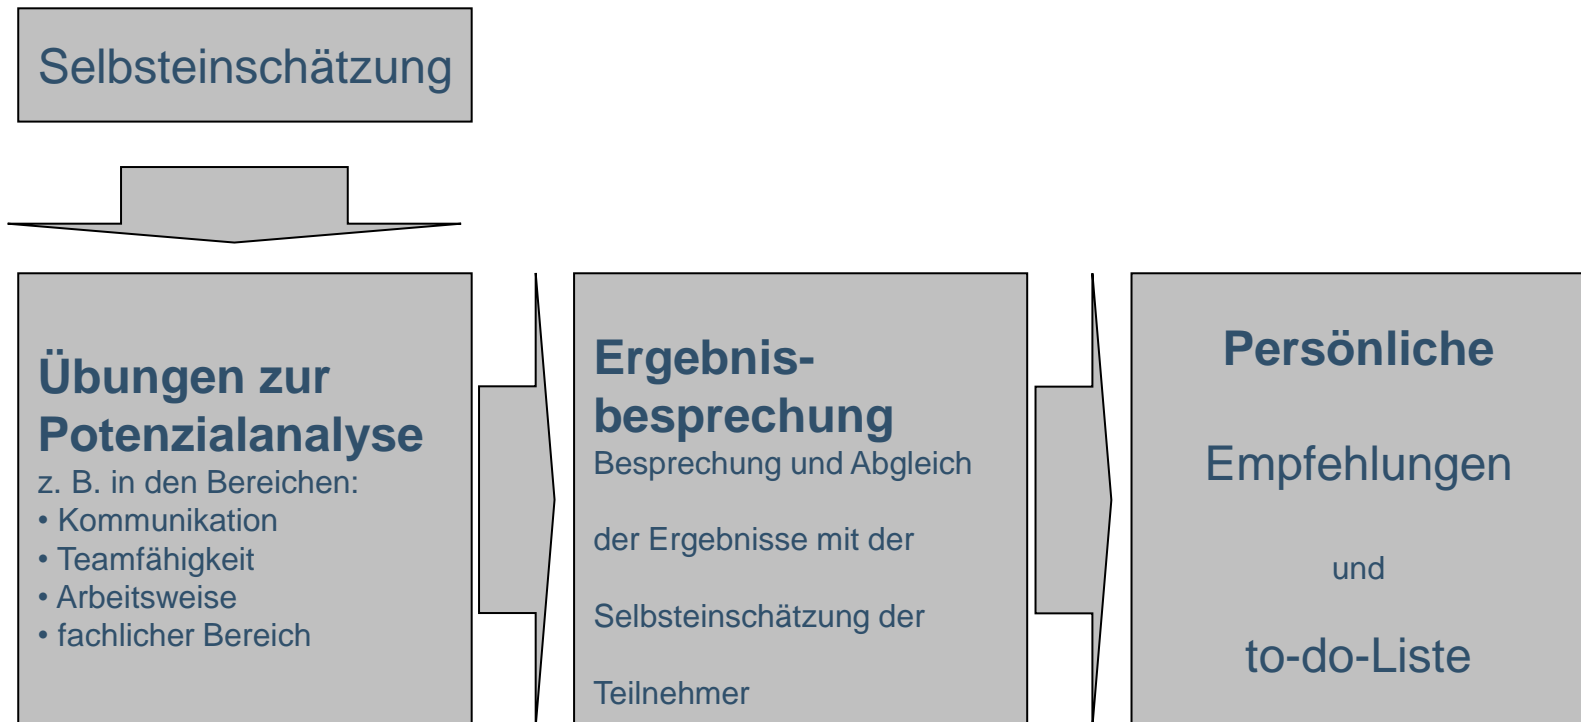 Selbsteinschätzung
Übungen zur
Potenzialanalyse
z. B. in den Bereichen:
• Kommunikation
• Teamfähigkeit
• Arbeitsweise
• fachlicher Bereich
Ergebnis-
besprechung
Besprechung und Abgleich
der Ergebnisse mit der
Selbsteinschätzung der
Teilnehmer
Persönliche
Empfehlungen
und
to-do-Liste